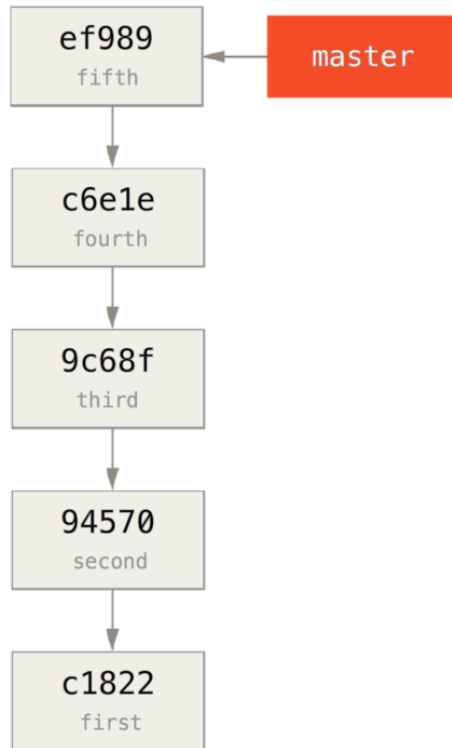 ef989
fifth
master
c6e1e
fourth
9c68f
third
94570
second
c1822
first